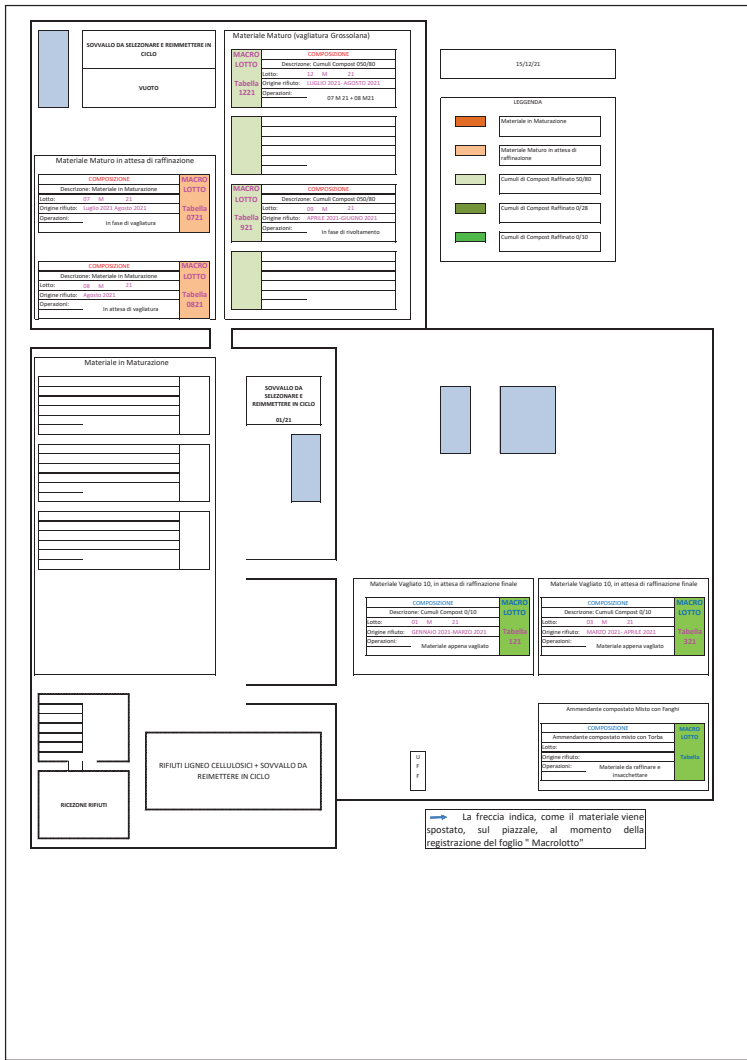 SOVVALLO DA SELEZONARE E REIMMETTERE IN
CICLO
VUOTO
Materiale Maturo (vagliatura Grossolana)
MACRO
LOTTO
Tabella
1221
COMPOSIZIONE
Descrizone: Cumuli Compost 050/80
Lotto: 12 M 21
Origine rifiuto: LUGLIO 2021- AGOSTO 2021
Operazioni:
07 M 21 + 08 M21
15/12/21
LEGGENDA
Materiale in Maturazione
Materiale Maturo in attesa di
raffinazione
Cumuli di Compost Raffinato 50/80
Cumuli di Compost Raffinato 0/28
Cumuli di Compost Raffinato 0/10
Materiale Maturo in attesa di raffinazione
COMPOSIZIONE
Descrizone: Materiale in Maturazione
Lotto: 07 M 21
Origine rifiuto: Luglio 2021 Agosto 2021
Operazioni:
In fase di vagliatura
MACRO
LOTTO
Tabella
0721
MACRO
LOTTO
Tabella
921
COMPOSIZIONE
Descrizone: Cumuli Compost 050/80
Lotto: 09 M 21
Origine rifiuto: APRILE 2021-GIUGNO 2021
Operazioni:
In fase di rivoltamento
COMPOSIZIONE
Descrizone: Materiale in Maturazione
Lotto: 08 M 21
Origine rifiuto: Agosto 2021
Operazioni:
In attesa di vagliatura
MACRO
LOTTO
Tabella
0821
Materiale in Maturazione
SOVVALLO DA
SELEZONARE E
REIMMETTERE IN CICLO
01/21
Materiale Vagliato 10, in attesa di raffinazione finale
COMPOSIZIONE
Descrizone: Cumuli Compost 0/10
Lotto: 01 M 21
Origine rifiuto: GENNAIO 2021-MARZO 2021
Operazioni:
Materiale appena vagliato
MACRO
LOTTO
Tabella
121
Materiale Vagliato 10, in attesa di raffinazione finale
COMPOSIZIONE
Descrizone: Cumuli Compost 0/10
Lotto: 03 M 21
Origine rifiuto: MARZO 2021- APRILE 2021
Operazioni:
Materiale appena vagliato
MACRO
LOTTO
Tabella
321
Ammendante compostato Misto con Fanghi
COMPOSIZIONE
Ammendante compostato misto con Torba
Lotto:
Origine rifiuto:
Operazioni:
Materiale da raffinare e
insacchettare
MACRO
LOTTO
Tabella
RIFIUTI LIGNEO CELLULOSICI + SOVVALLO DA
REIMETTERE IN CICLO
U
F
F
RICEZONE RIFIUTI
La freccia indica, come il materiale viene
spostato, sul piazzale, al momento della
registrazione del foglio " Macrolotto"